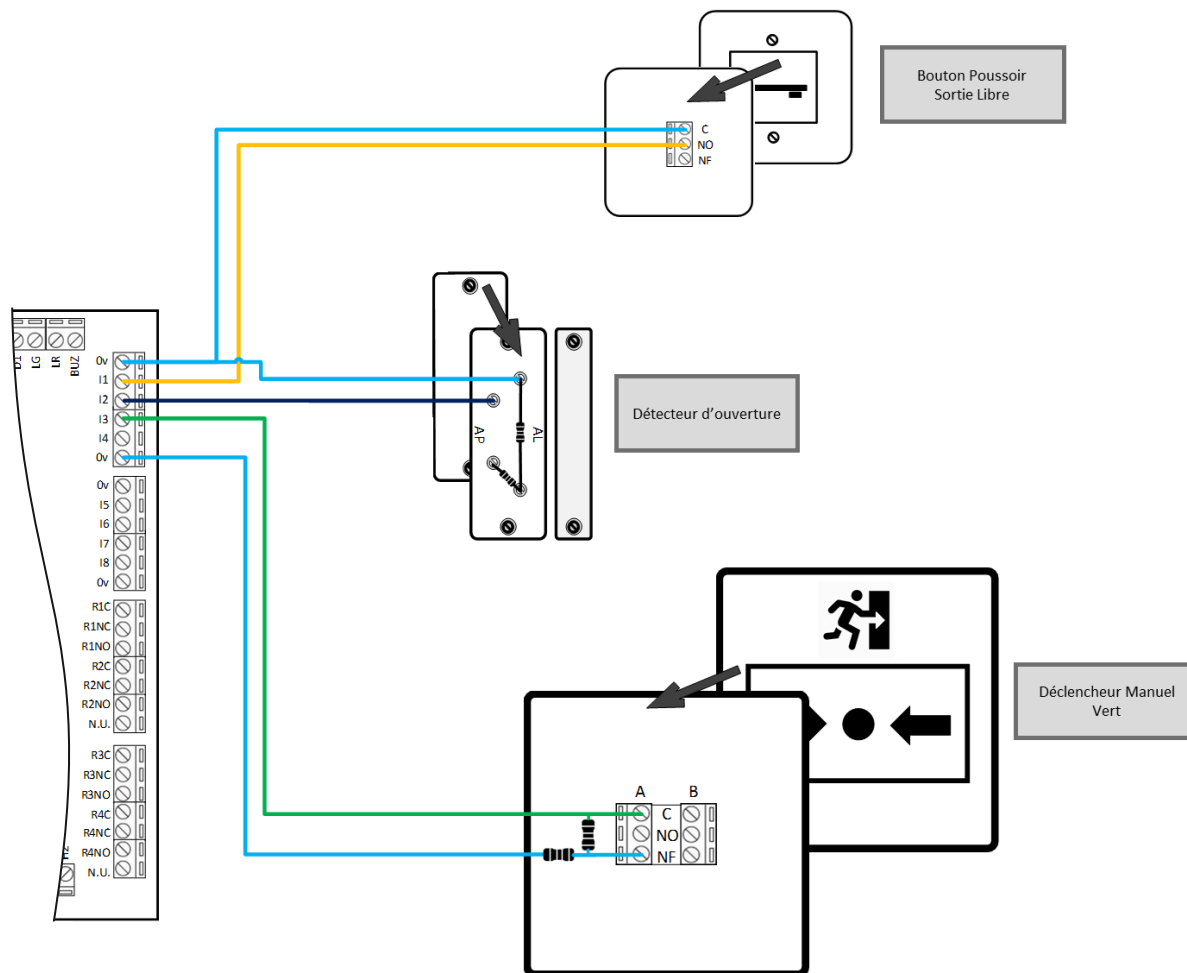 Bouton Poussoir
Sortie Libre
C
NO
NF
D1
LG
LR
BUZ
0v
I1
I2
I3
I4
0v
0v
I5
I6
I7
I8
0v
R1C
R1NC
R1NO
R2C
R2NC
R2NO
N.U.
R3C
R3NC
R3NO
R4C
R4NC
R4NO
N.U.
AP
AL
Détecteur d’ouverture
Déclencheur Manuel
Vert
A B
C
NO
NF